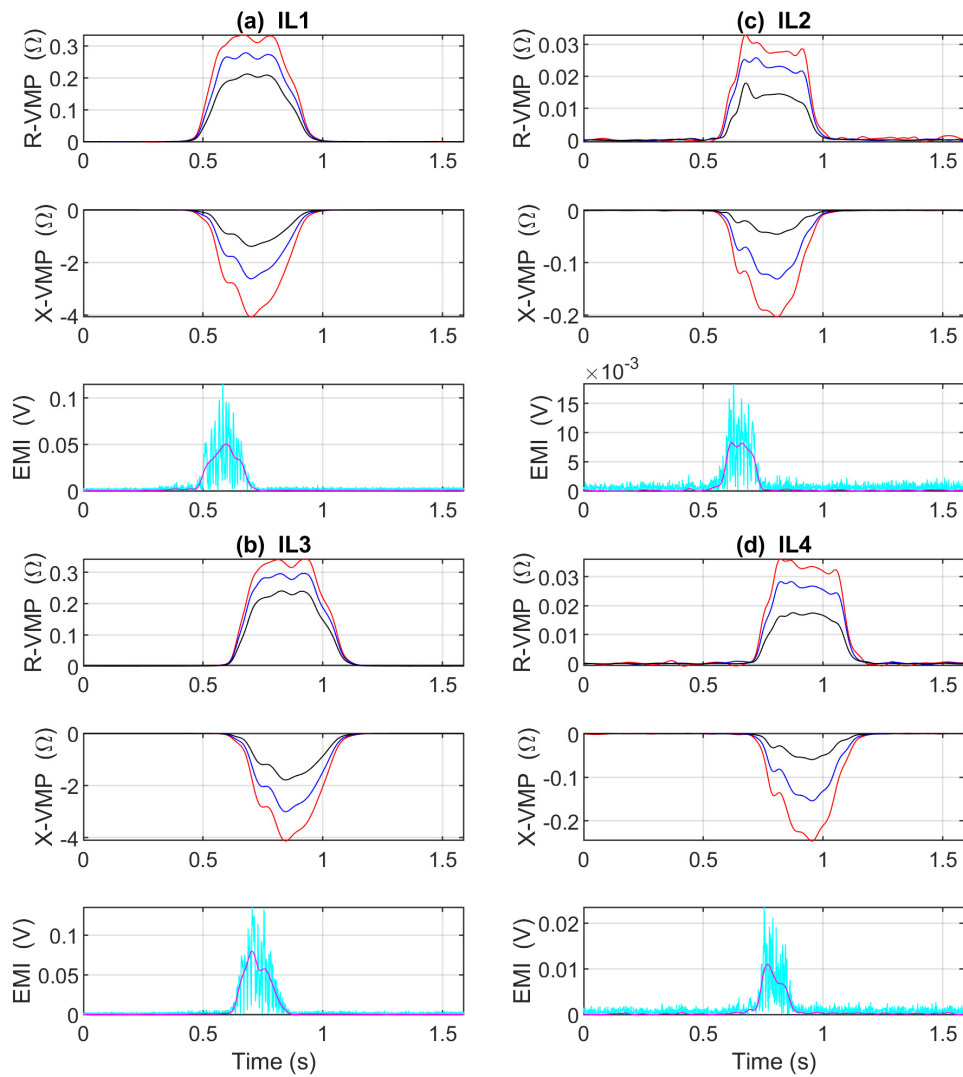 (a)  IL1
R-VMP (Ω)
0.3
0.2
0.1
0
0 0.5 1 1.5
X-VMP (Ω)
0
-2
-4
0 0.5 1 1.5
EMI (V)
0.1
0.05
0
0 0.5 1 1.5
(b)  IL3
R-VMP (Ω)
0.3
0.2
0.1
0
0 0.5 1 1.5
X-VMP (Ω)
0
-2
-4
0 0.5 1 1.5
EMI (V)
0.1
0.05
0
0 0.5 1 1.5
Time (s)
(c)  IL2
R-VMP (Ω)
0.03
0.02
0.01
0
0 0.5 1 1.5
X-VMP (Ω)
0
-0.1
-0.2
0 0.5 1 1.5
×10-3
EMI (V)
15
10
5
0
0 0.5 1 1.5
(d)  IL4
R-VMP (Ω)
0.03
0.02
0.01
0
0 0.5 1 1.5
X-VMP (Ω)
0
-0.1
-0.2
0 0.5 1 1.5
EMI (V)
0.02
0.01
0
0 0.5 1 1.5
Time (s)